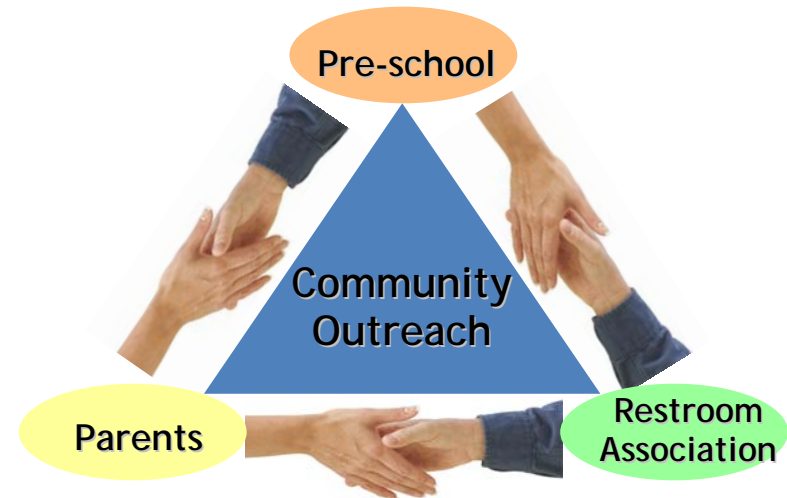 Pre-school
Community
Outreach
Parents
Restroom
Association